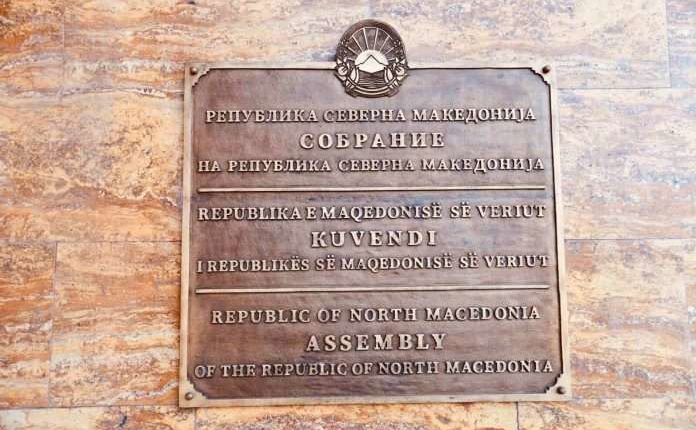 РЕПУБЛИКА СЕВЕРНА МАКЕДОНИЈА
СОБРАНИЕ
НА РЕПУБЛИКА СЕВЕРНА МАКЕДОНИЈА
REPUBLIKA E MAQEDONISË SË VERIUT
KUVENDI
I REPUBLIKËS SË MAQEDONISË SË VERIUT
REPUBLIC OF NORTH MACEDONIA
ASSEMBLY
OF THE REPUBLIC OF NORTH MACEDONIA